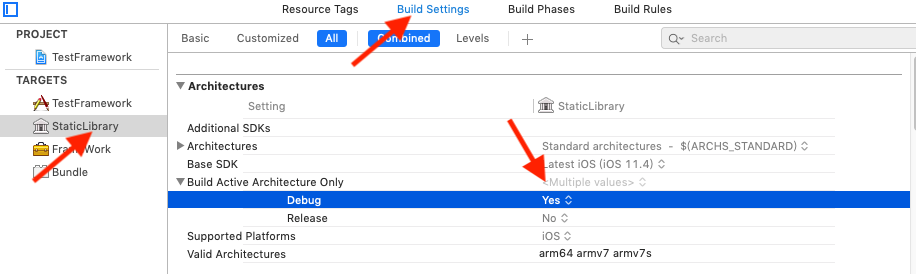 Resource Tags Build Settings Build Phases Build Rules
PROJECT
TestFramework
TARGETS
TestFramework
StaticLibrary
FrameWork
Bundle
Basic Customized All Combined Levels + Search
Architectures
Setting StaticLibrary
Additional SDKs
Architectures Standard architectures - $(ARCHS_STANDARD)
Base SDK Latest iOS (iOS 11.4)
Build Active Architecture Only <Multiple values>
Debug Yes
Release No
Supported Platforms iOS
Valid Architectures arm64 armv7 armv7s